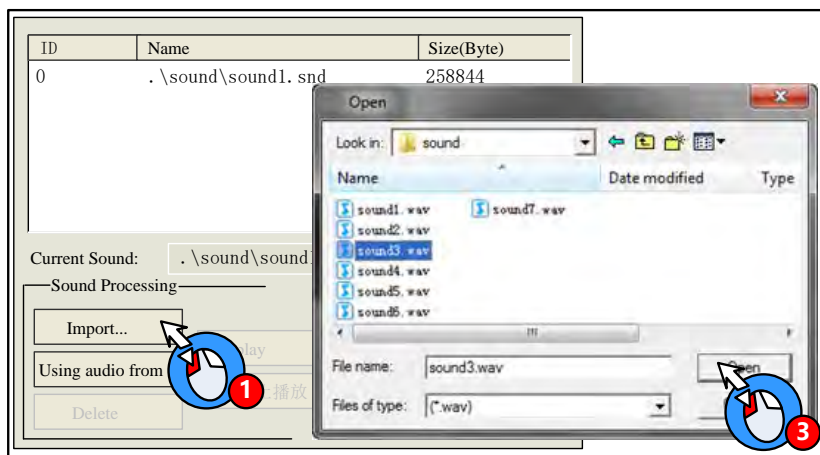 ID Name Size(Byte)
0 .\sound\sound1.snd 258844
Open
Look in: sound
Name Date modified Type
sound1.wav sound7.wav
sound2.wav
sound3.wav
sound4.wav
sound5.wav
sound6.wav
Current Sound: .\sound\sound
Sound Processing
Import...
Using audio from
Delete
播放
File name: sound3.wav Open
Files of type: (*.wav)
1
3